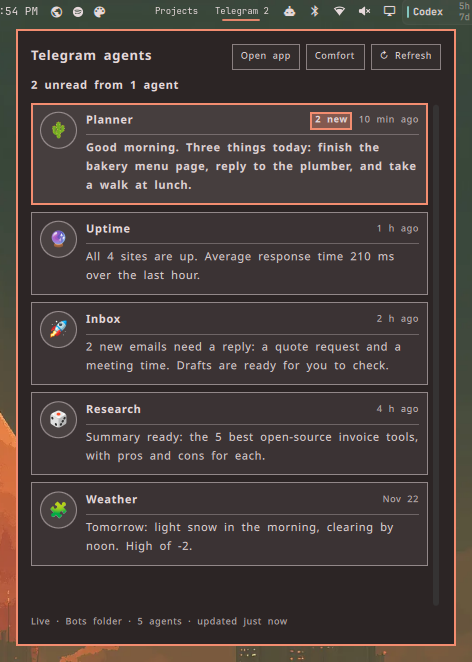 :54 PM Projects Telegram 2 Codex 5h
7d
Telegram agents Open app Comfort Refresh
2 unread from 1 agent
Planner 2 new 10 min ago
Good morning. Three things today: finish the
bakery menu page, reply to the plumber, and take
a walk at lunch.
Uptime 1 h ago
All 4 sites are up. Average response time 210 ms
over the last hour.
Inbox 2 h ago
2 new emails need a reply: a quote request and a
meeting time. Drafts are ready for you to check.
Research 4 h ago
Summary ready: the 5 best open-source invoice tools,
with pros and cons for each.
Weather Nov 22
Tomorrow: light snow in the morning, clearing by
noon. High of -2.
Live · Bots folder · 5 agents · updated just now